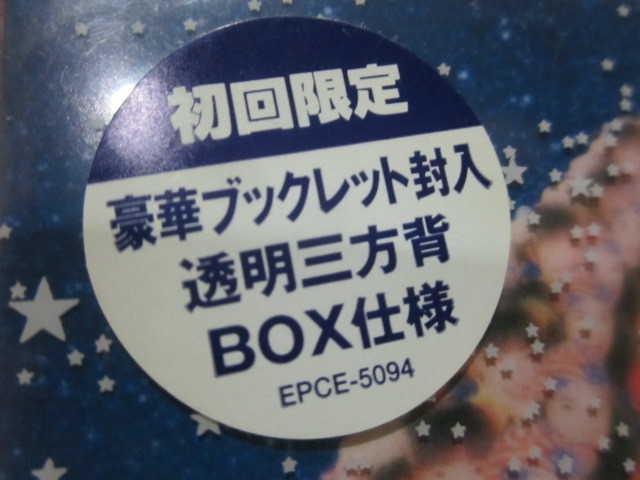 初回限定
豪華ブックレット封入
透明三方背
BOX仕様
EPCE-5094